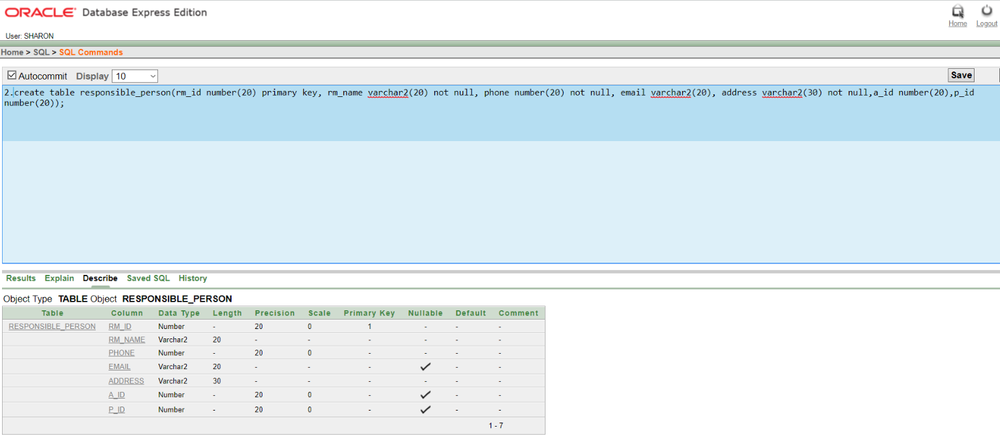 ORACLE® Database Express Edition
Home Logout
User: SHARON
Home > SQL > SQL Commands
Autocommit Display 10 Save
2.create table responsible_person(rm_id number(20) primary key, rm_name varchar2(20) not null, phone number(20) not null, email varchar2(20), address varchar2(30) not null,a_id number(20),p_id
number(20));
Results Explain Describe Saved SQL History
Object Type TABLE Object RESPONSIBLE_PERSON
Table Column Data Type Length Precision Scale Primary Key Nullable Default Comment
RESPONSIBLE_PERSON RM_ID Number - 20 0 1 - - -
RM_NAME Varchar2 20 - - - - - -
PHONE Number - 20 0 - - - -
EMAIL Varchar2 20 - - - ✓ - -
ADDRESS Varchar2 30 - - - - - -
A_ID Number - 20 0 - ✓ - -
P_ID Number - 20 0 - ✓ - -
1 - 7